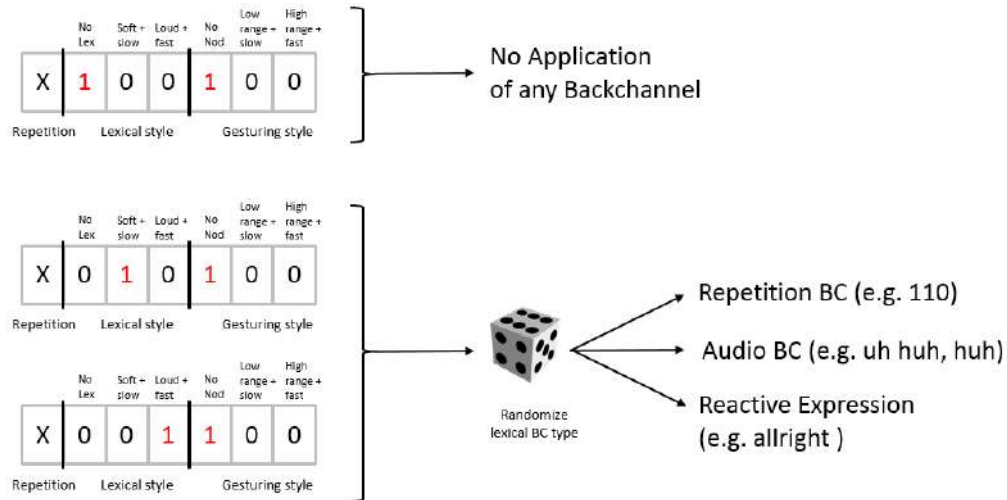 No Lex Soft + slow Loud + fast No Nod Low range + slow High range + fast
X 1 0 0 1 0 0
Repetition Lexical style Gesturing style
No Application
of any Backchannel
No Lex Soft + slow Loud + fast No Nod Low range + slow High range + fast
X 0 1 0 1 0 0
Repetition Lexical style Gesturing style
No Lex Soft + slow Loud + fast No Nod Low range + slow High range + fast
X 0 0 1 1 0 0
Repetition Lexical style Gesturing style
Randomize
lexical BC type
Repetition BC (e.g. 110)
Audio BC (e.g. uh huh, huh)
Reactive Expression
(e.g. allright )